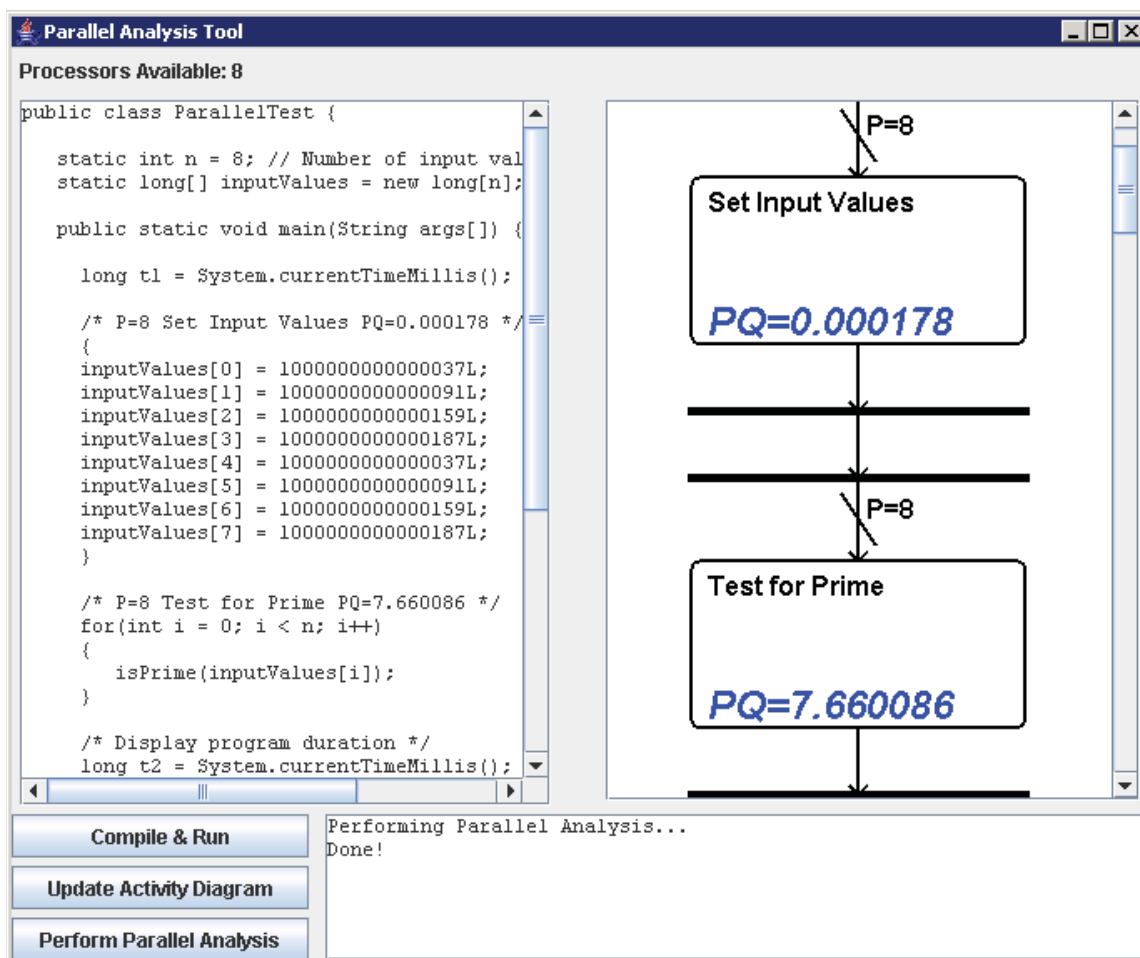 Parallel Analysis Tool
Processors Available: 8
public class ParallelTest {
static int n = 8; // Number of input val
static long[] inputValues = new long[n];
public static void main(String args[]) {
long t1 = System.currentTimeMillis();
/* P=8 Set Input Values PQ=0.000178 */
{
inputValues[0] = 1000000000000037L;
inputValues[1] = 1000000000000091L;
inputValues[2] = 1000000000000159L;
inputValues[3] = 1000000000000187L;
inputValues[4] = 1000000000000037L;
inputValues[5] = 1000000000000091L;
inputValues[6] = 1000000000000159L;
inputValues[7] = 1000000000000187L;
}
/* P=8 Test for Prime PQ=7.660086 */
for(int i = 0; i < n; i++)
{
isPrime(inputValues[i]);
}
/* Display program duration */
long t2 = System.currentTimeMillis();
P=8
Set Input Values
PQ=0.000178
P=8
Test for Prime
PQ=7.660086
Compile & Run
Update Activity Diagram
Perform Parallel Analysis
Performing Parallel Analysis...
Done!